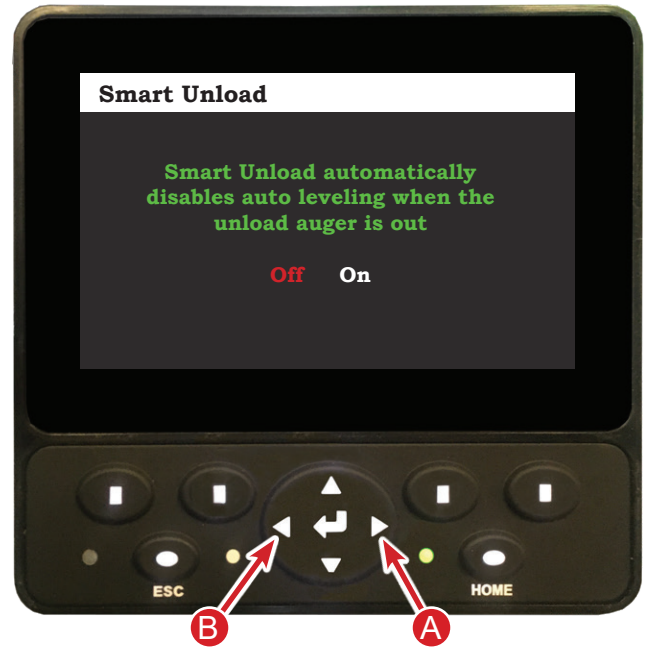 Smart Unload
Smart Unload automatically
disables auto leveling when the
unload auger is out
Off On
ESC
HOME
B
A